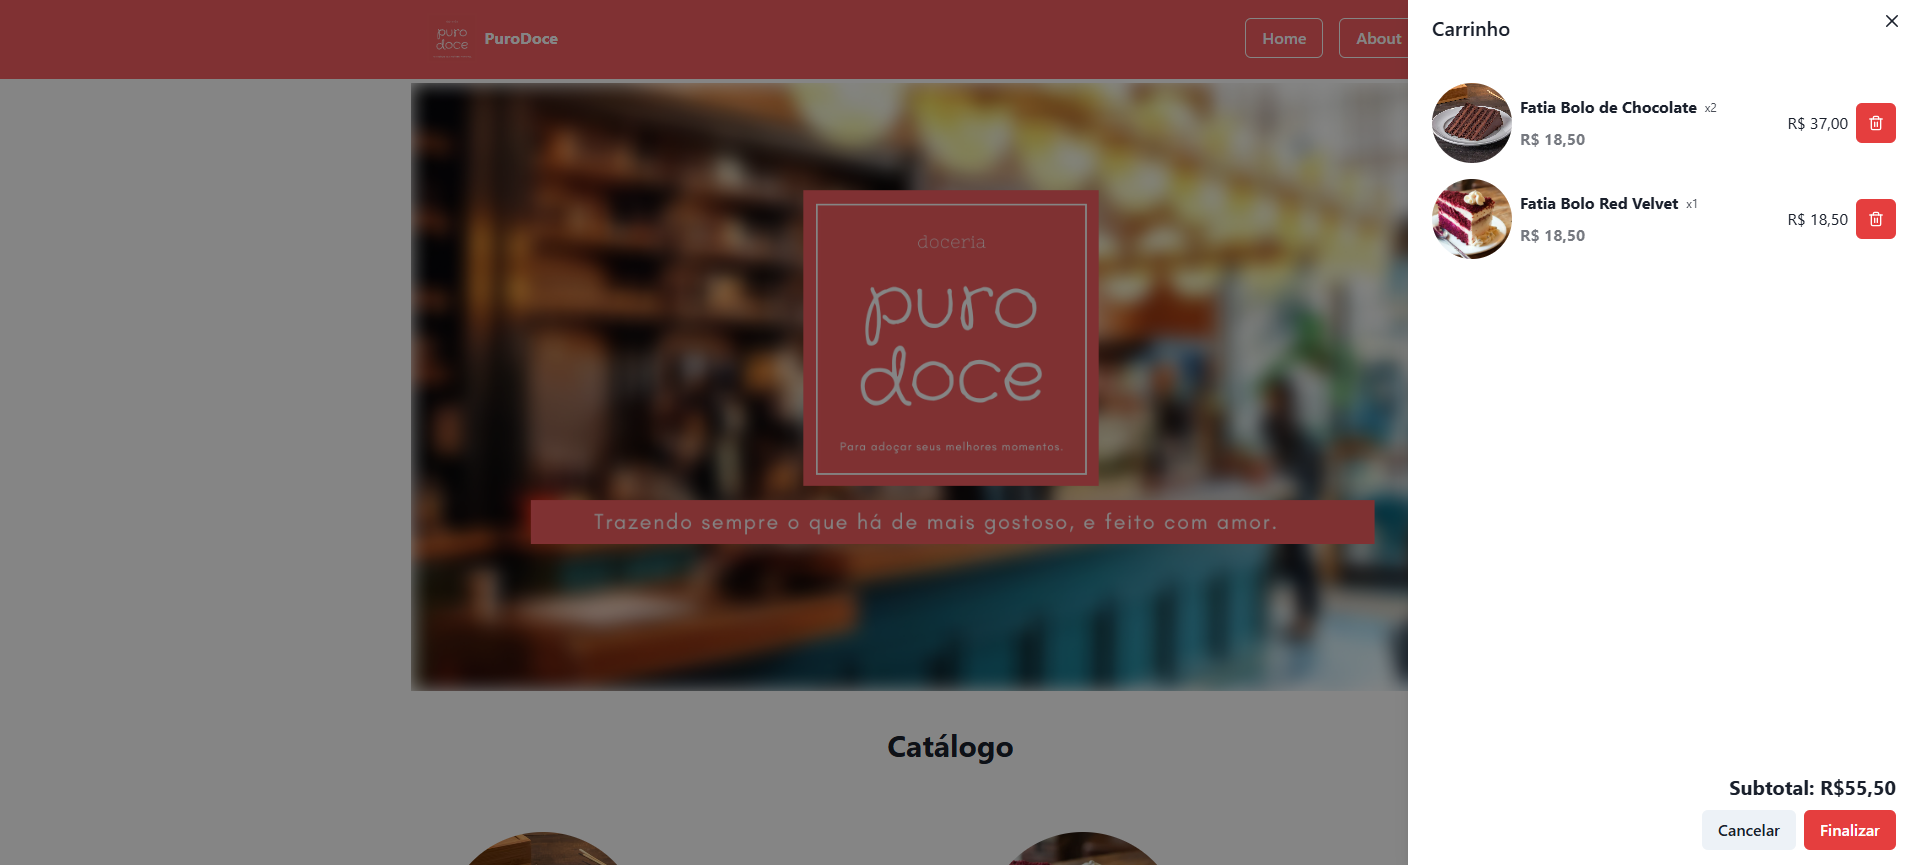 puro
doce
PuroDoce
Home
About
doceria
puro
doce
Para adoçar seus melhores momentos.
Trazendo sempre o que há de mais gostoso, e feito com amor.
Catálogo
Carrinho
Fatia Bolo de Chocolate x2
R$ 18,50
R$ 37,00
Fatia Bolo Red Velvet x1
R$ 18,50
R$ 18,50
Subtotal: R$55,50
Cancelar
Finalizar